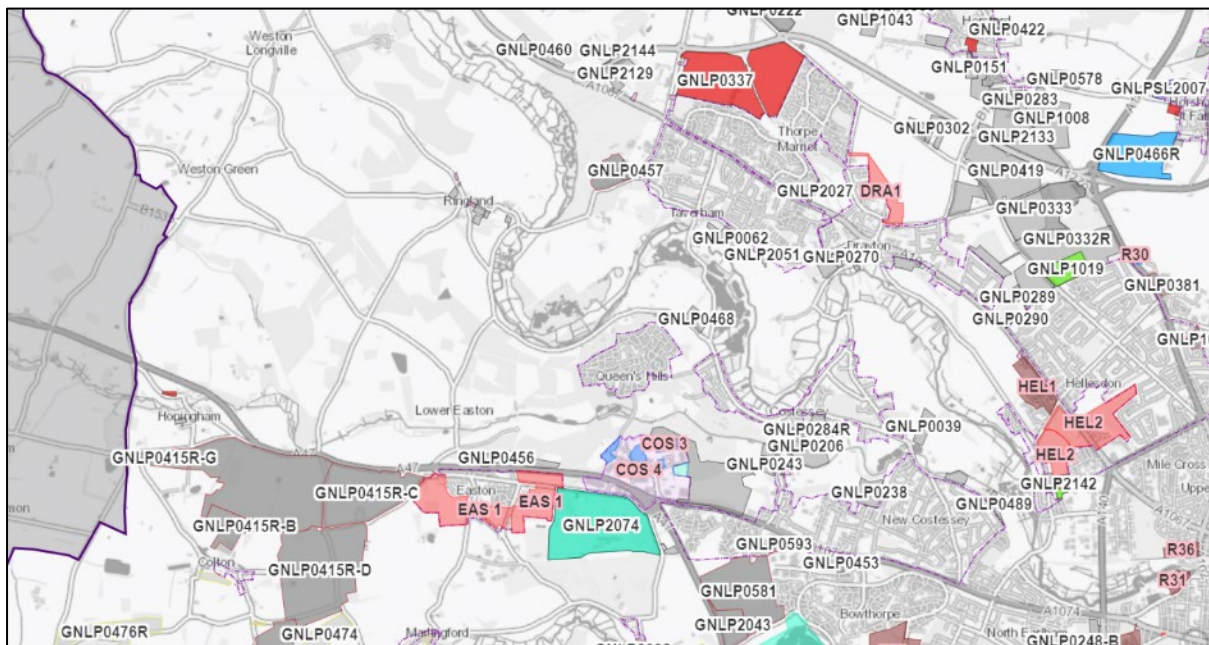 GNLP0222
GNLP1043
GNLP0422
Weston
Longville
GNLP0460
GNLP2144
GNLP2129
GNLP0337
GNLP0151
GNLP0578
GNLPSL2007
GNLP0283
GNLP1008
GNLP0302
GNLP2133
Thorpe
Marriot
GNLP0466R
Weston Green
GNLP0457
GNLP0419
GNLP2027
DRA1
Ringland
Taverham
GNLP0333
B153
GNLP0062
GNLP2051
Drayton
GNLP0270
GNLP0332R
R30
GNLP1019
GNLP0381
GNLP0289
GNLP0290
GNLP0468
Queen's Hills
HEL1
Hellesdon
Honingham
Lower Easton
Costessey
HEL2
GNLP0284R
GNLP0039
GNLP0206
COS 3
HEL2
GNLP0415R-G
A47
A47
GNLP0456
COS 4
GNLP0243
Mile Cross
GNLP2142
GNLP0415R-C
Easton
EAS 1
EAS 1
GNLP0238
GNLP0489
GNLP2074
New Costessey
GNLP0415R-B
GNLP0593
R36
Colton
GNLP0415R-D
GNLP0453
R31
GNLP0581
Bowthorpe
A1074
GNLP0476R
GNLP0474
Marlingford
GNLP2043
North Earlham
GNLP0248-B